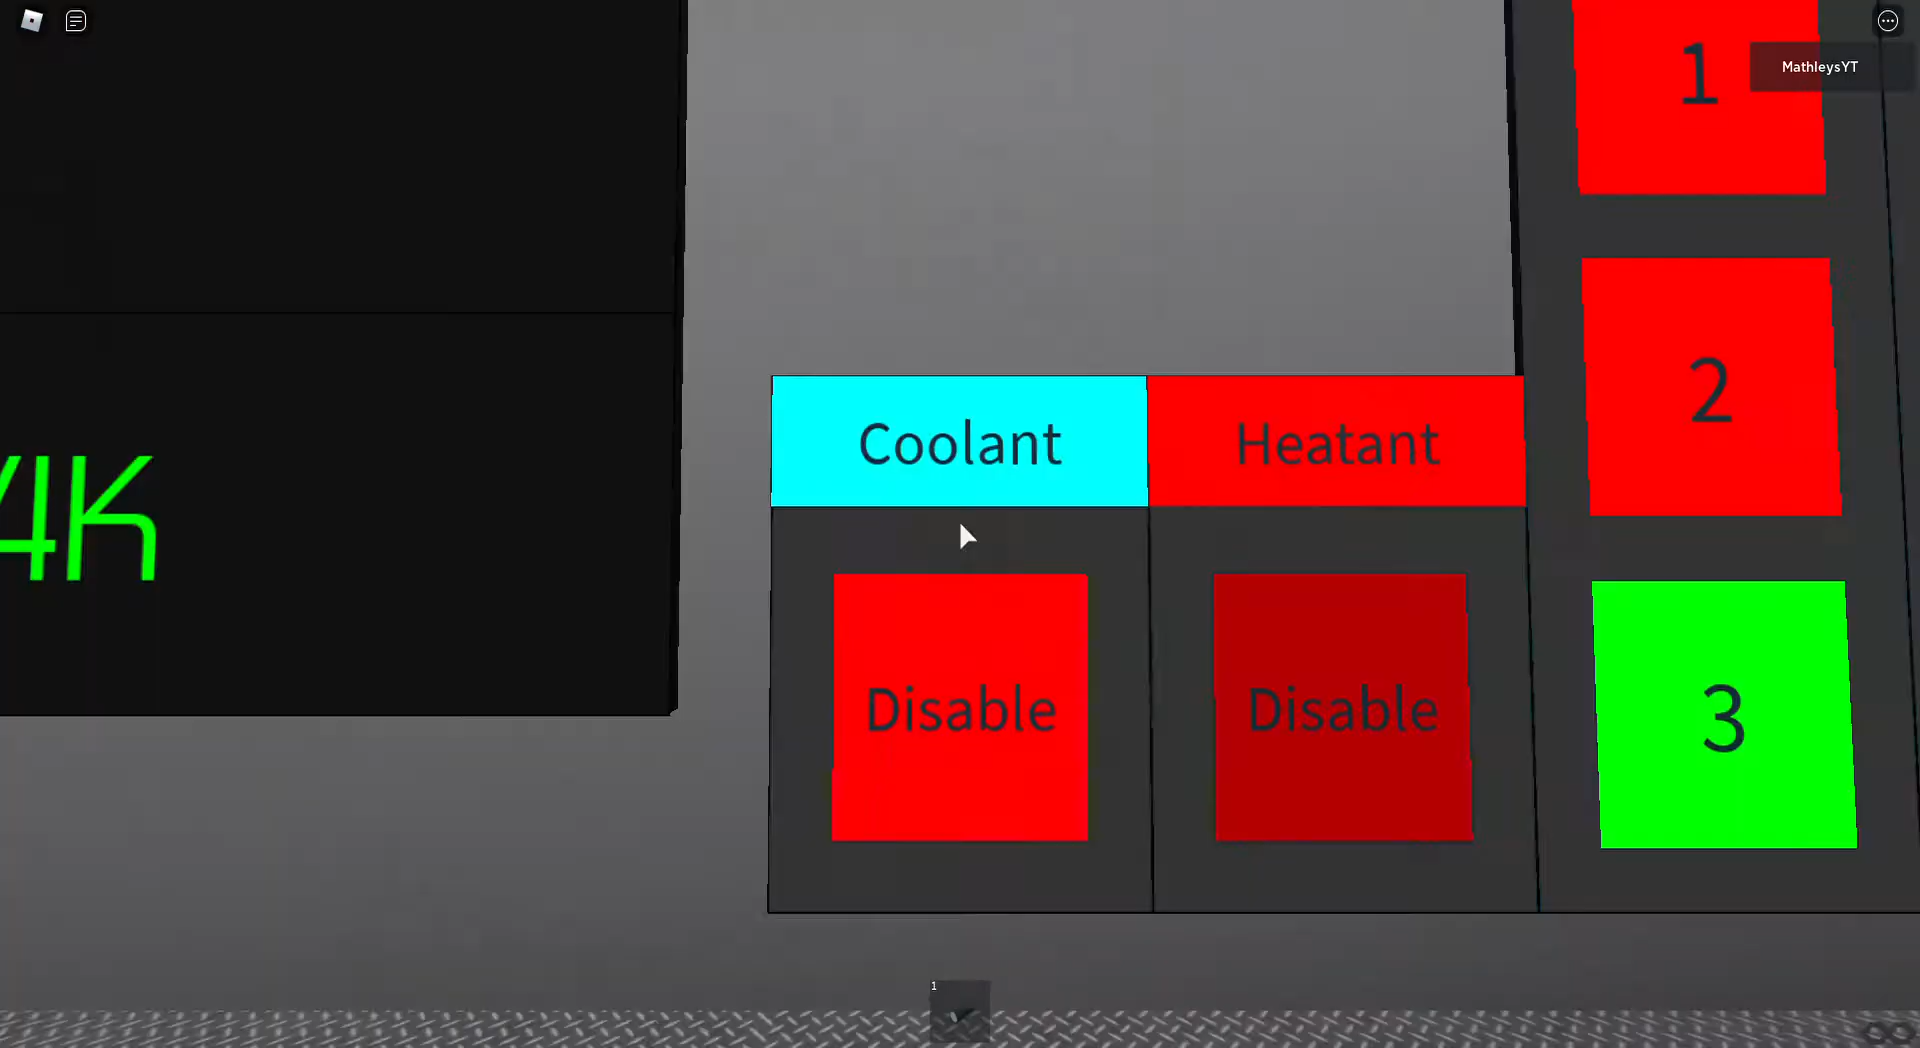 MathleysYT
1
2
3
4K
Coolant
Heatant
Disable
Disable
1